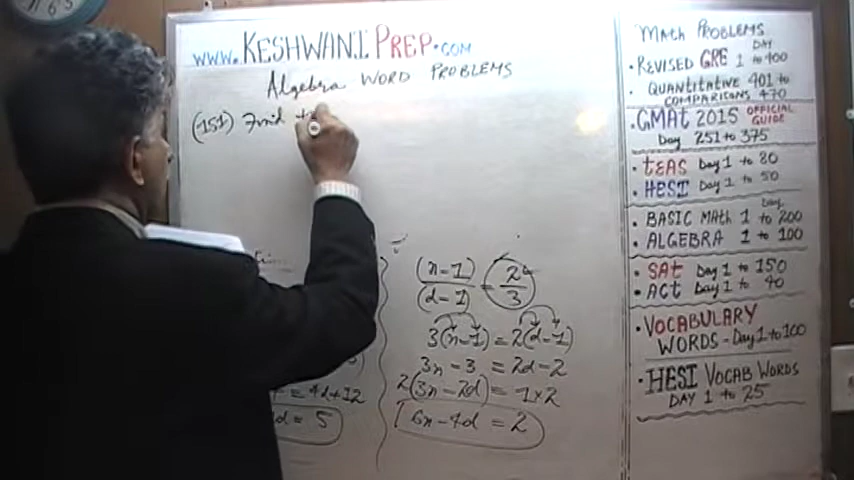 WWW.KESHWANI PREP.COM
Algebra WORD PROBLEMS
(151) Find
(n-1)/(d-1) = 2/3
3(n-1) = 2(d-1)
3n-3 = 2d-2
2(3n-2d) = 1x2
6n-4d = 2
= 4d+12
= 5
MATH PROBLEMS
DAY
• REVISED GRE 1 to 400
• QUANTITATIVE 401 to
COMPARISONS 470
• GMAT 2015 OFFICIAL
GUIDE
Day 251 to 375
• TEAS Day 1 to 80
• HESI Day 1 to 50
Day
• BASIC MATH 1 to 200
• ALGEBRA 1 to 100
• SAT Day 1 to 150
• ACT Day 1 to 40
• VOCABULARY
WORDS - Day 1 to 100
• HESI VOCAB WORDS
DAY 1 to 25